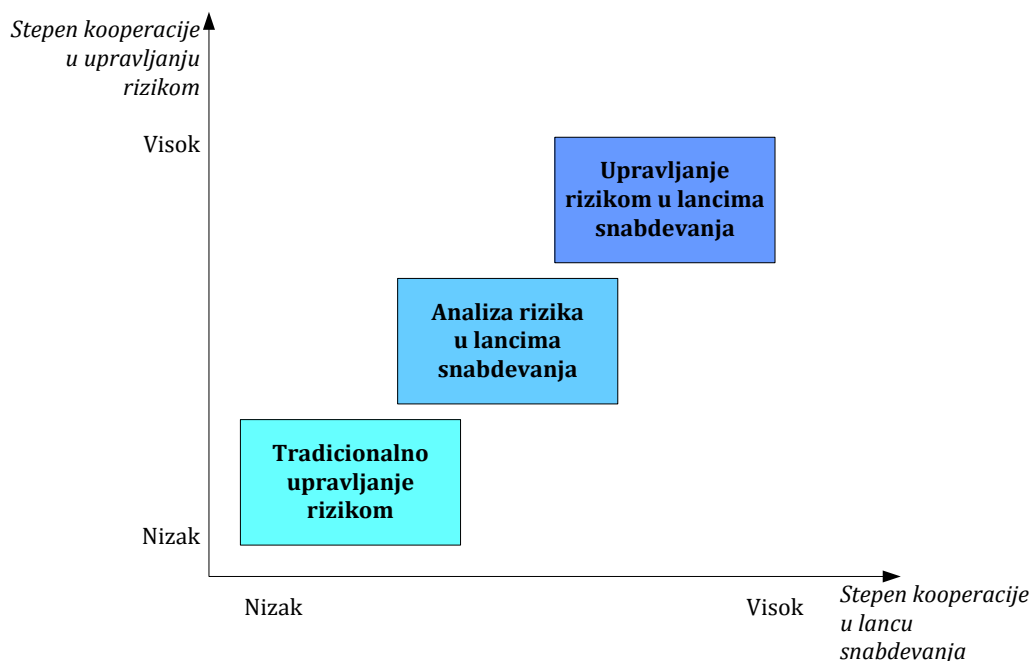 Stepen kooperacije
u upravljanju
rizikom
Visok
Upravljanje
rizikom u lancima
snabdevanja
Analiza rizika
u lancima
snabdevanja
Tradicionalno
upravljanje
rizikom
Nizak
Nizak
Visok
Stepen kooperacije
u lancu
snabdevanja